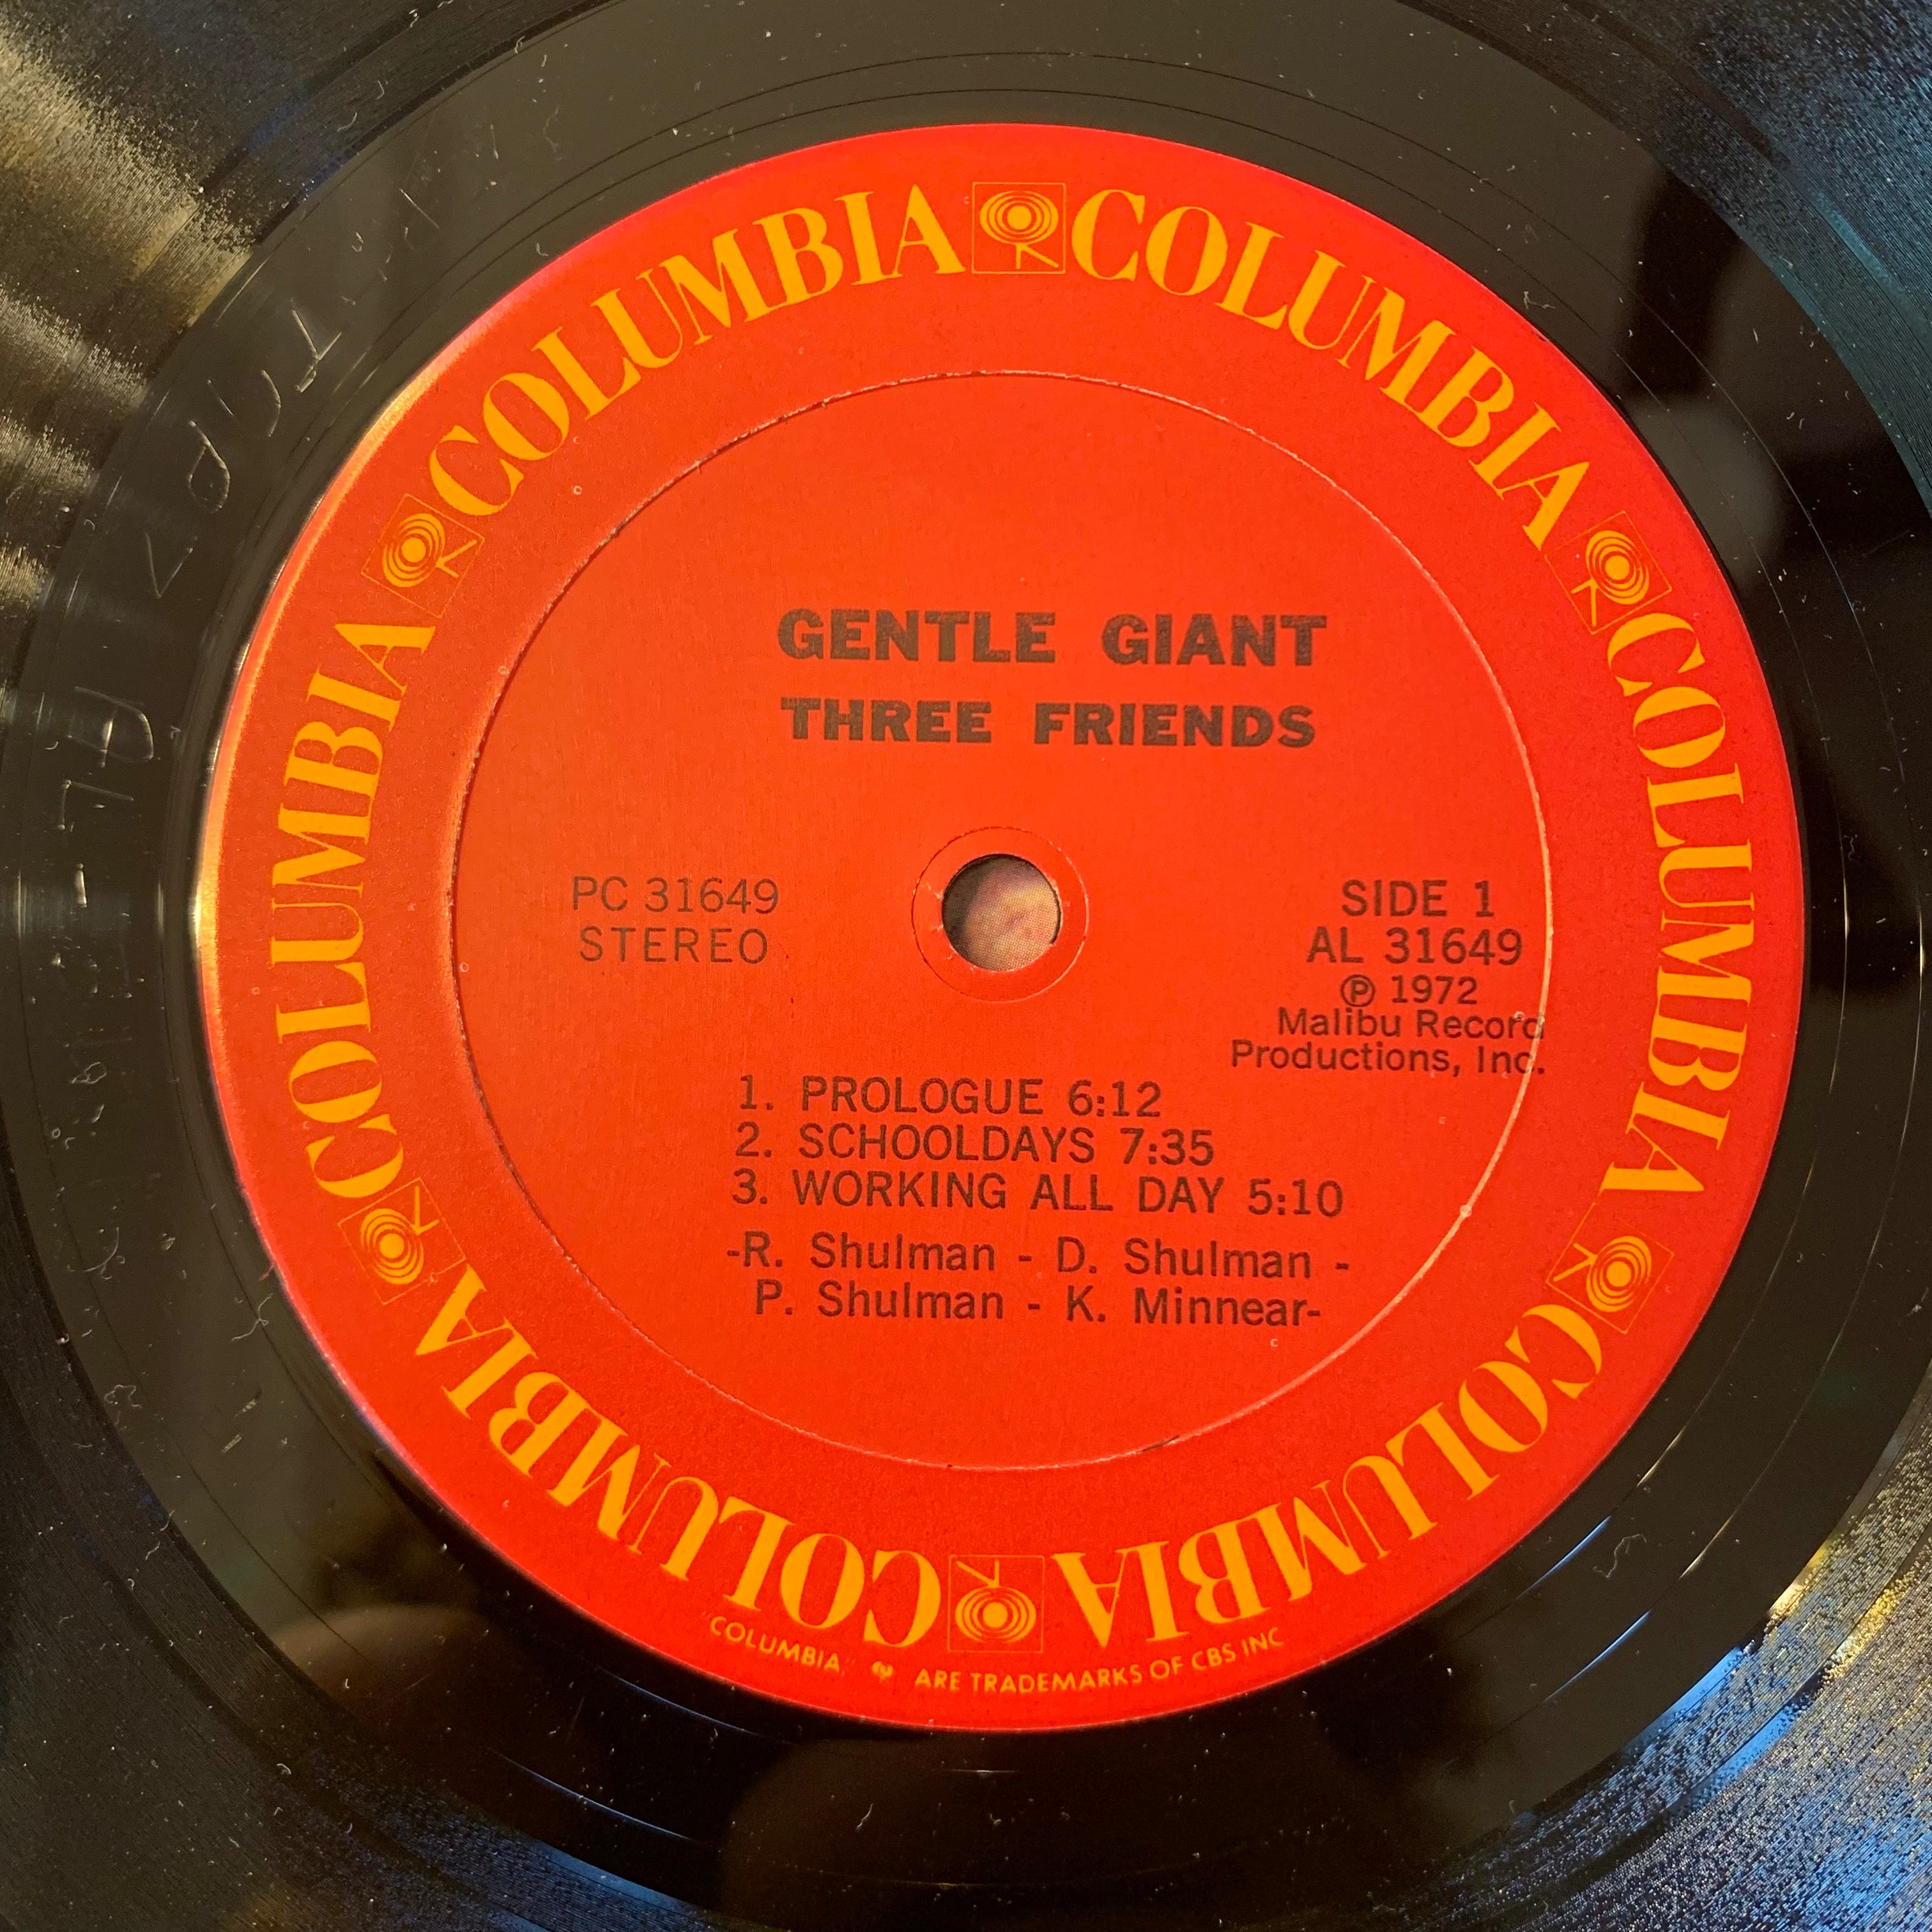 COLUMBIA COLUMBIA COLUMBIA COLUMBIA COLUMBIA COLUMBIA
GENTLE GIANT
THREE FRIENDS
PC 31649
STEREO
SIDE 1
AL 31649
Ⓟ 1972
Malibu Record
Productions, Inc.
1. PROLOGUE 6:12
2. SCHOOLDAYS 7:35
3. WORKING ALL DAY 5:10
-R. Shulman - D. Shulman -
P. Shulman - K. Minnear-
"COLUMBIA," ARE TRADEMARKS OF CBS INC